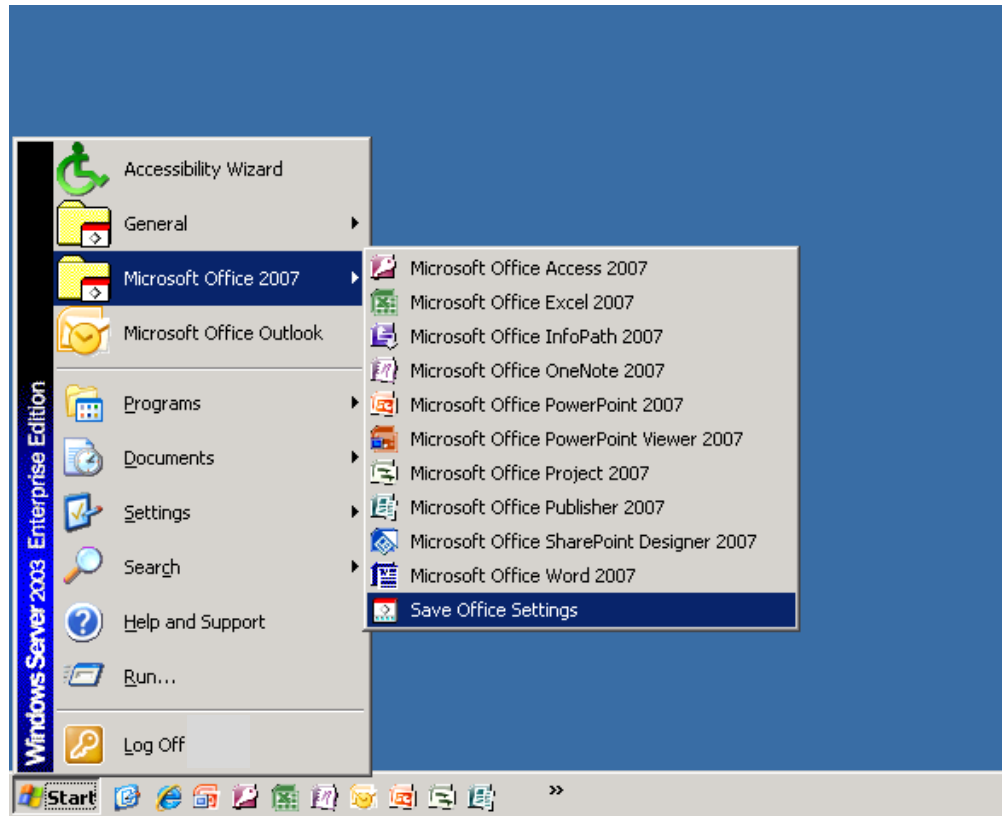 Accessibility Wizard
General
Microsoft Office 2007
Microsoft Office Outlook
Programs
Documents
Settings
Search
Help and Support
Run...
Log Off
Windows Server 2003 Enterprise Edition
Microsoft Office Access 2007
Microsoft Office Excel 2007
Microsoft Office InfoPath 2007
Microsoft Office OneNote 2007
Microsoft Office PowerPoint 2007
Microsoft Office PowerPoint Viewer 2007
Microsoft Office Project 2007
Microsoft Office Publisher 2007
Microsoft Office SharePoint Designer 2007
Microsoft Office Word 2007
Save Office Settings
Start
»